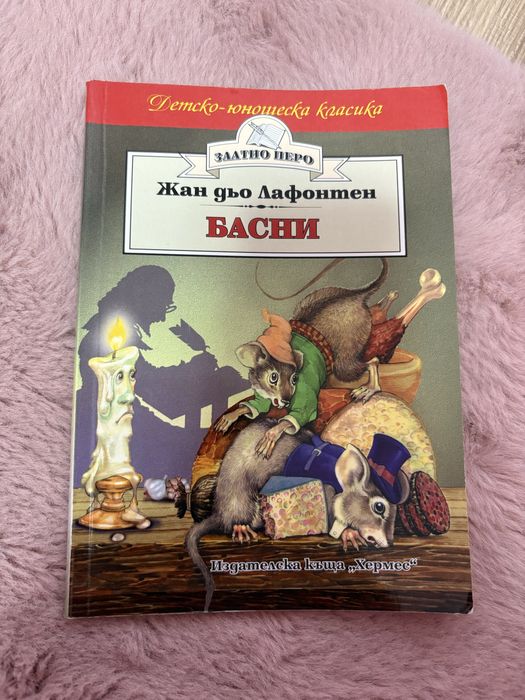 Детско-юношеска класика
ЗЛАТНО ПЕРО
Жан дьо Лафонтен
БАСНИ
Издателска къща „Хермес“